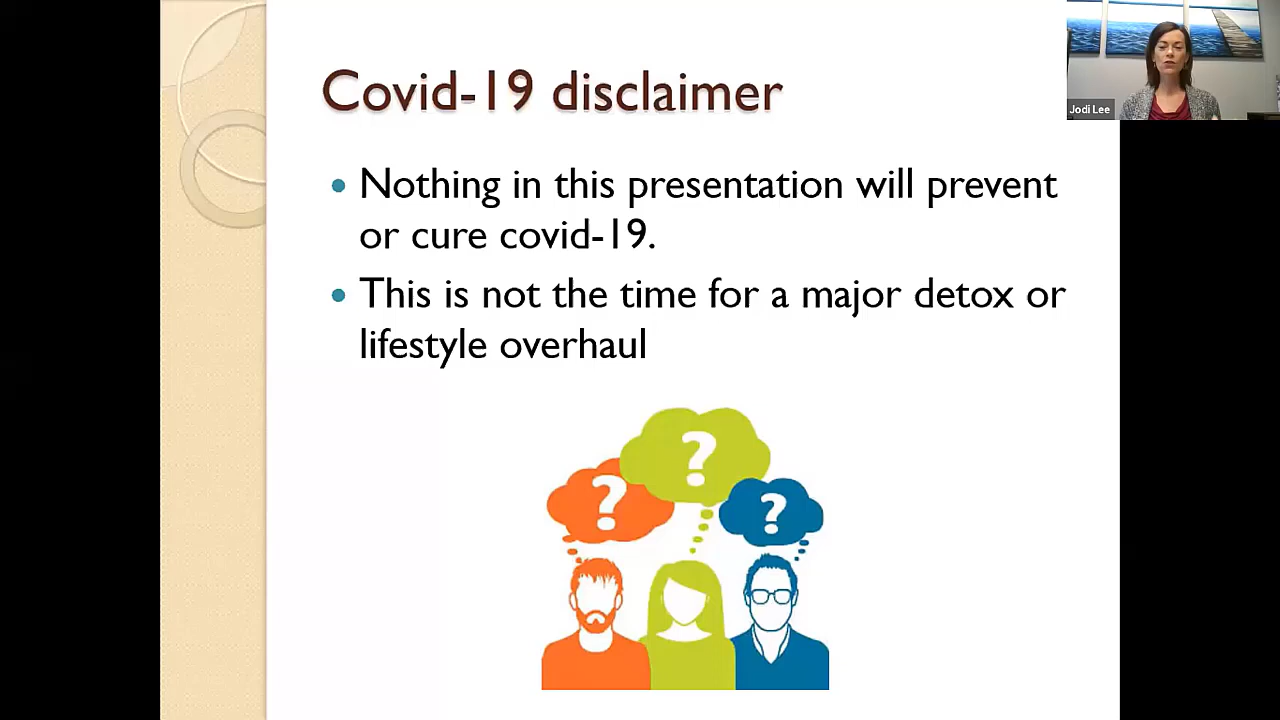 Covid-19 disclaimer
Jodi Lee
• Nothing in this presentation will prevent
or cure covid-19.
• This is not the time for a major detox or
lifestyle overhaul
?
?
?